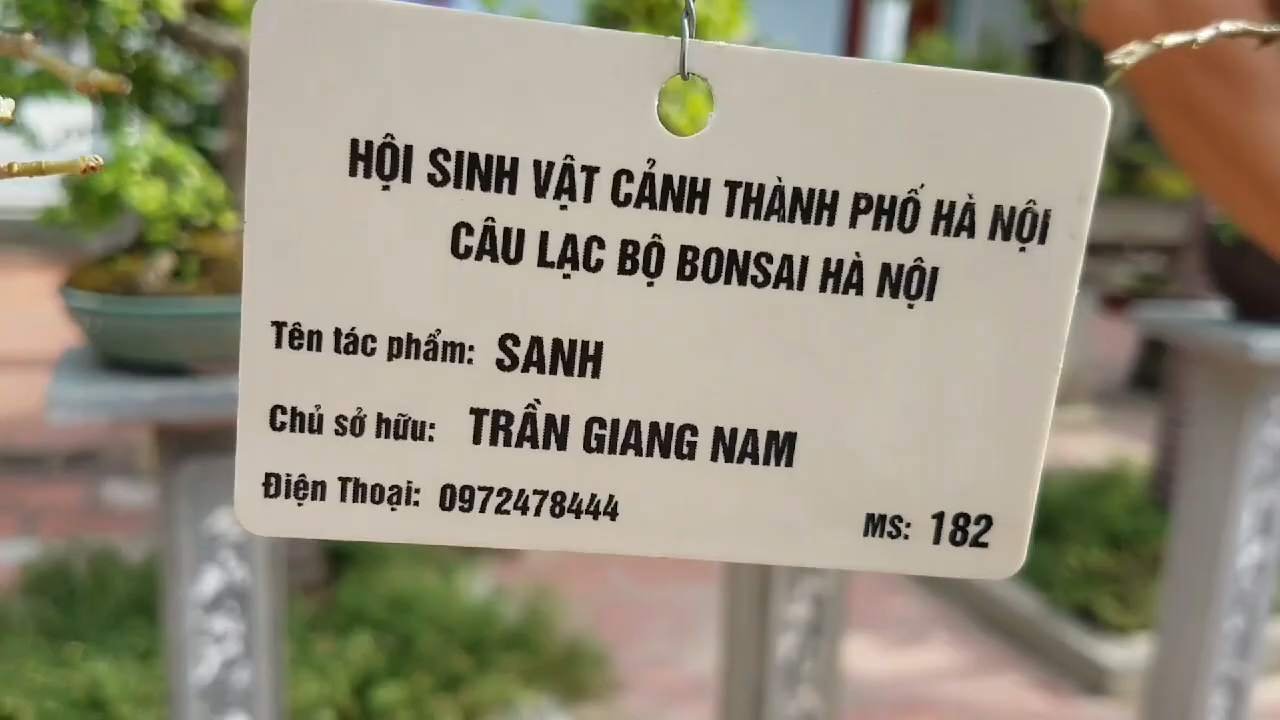 HỘI SINH VẬT CẢNH THÀNH PHỐ HÀ NỘI
CÂU LẠC BỘ BONSAI HÀ NỘI
Tên tác phẩm: SANH
Chủ sở hữu: TRẦN GIANG NAM
Điện Thoại: 0972478444
MS: 182